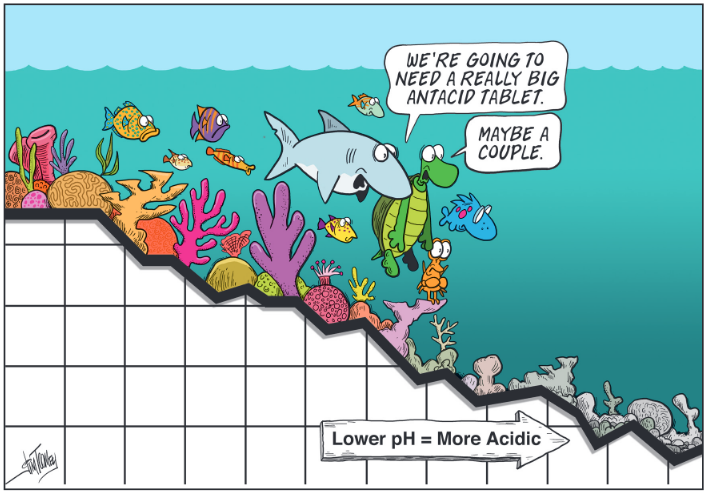 WE'RE GOING TO
NEED A REALLY BIG
ANTACID TABLET.
MAYBE A
COUPLE.
Lower pH = More Acidic